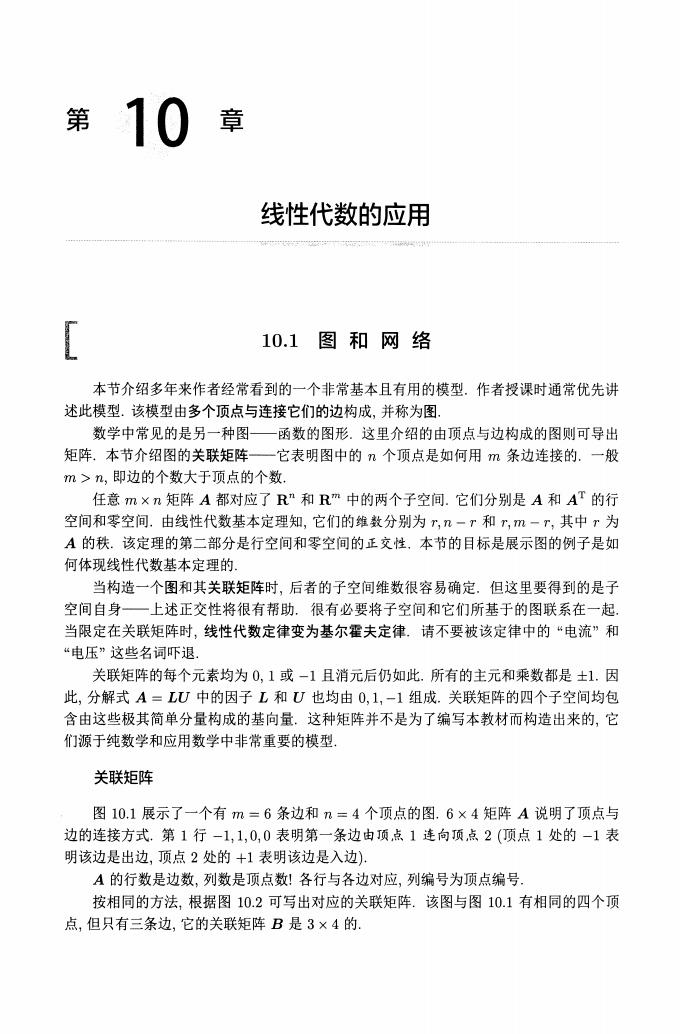 第 10 章
线性代数的应用
10.1 图 和 网 络
本节介绍多年来作者经常看到的一个非常基本且有用的模型. 作者授课时通常优先讲
述此模型. 该模型由多个顶点与连接它们的边构成, 并称为图.
数学中常见的是另一种图——函数的图形. 这里介绍的由顶点与边构成的图则可导出
矩阵. 本节介绍图的关联矩阵——它表明图中的 n 个顶点是如何用 m 条边连接的. 一般
m > n, 即边的个数大于顶点的个数.
任意 m × n 矩阵 A 都对应了 Rⁿ 和 Rᵐ 中的两个子空间. 它们分别是 A 和 Aᵀ 的行
空间和零空间. 由线性代数基本定理知, 它们的维数分别为 r, n − r 和 r, m − r, 其中 r 为
A 的秩. 该定理的第二部分是行空间和零空间的正交性. 本节的目标是展示图的例子是如
何体现线性代数基本定理的.
当构造一个图和其关联矩阵时, 后者的子空间维数很容易确定. 但这里要得到的是子
空间自身——上述正交性将很有帮助. 很有必要将子空间和它们所基于的图联系在一起.
当限定在关联矩阵时, 线性代数定律变为基尔霍夫定律. 请不要被该定律中的 “电流” 和
“电压” 这些名词吓退.
关联矩阵的每个元素均为 0, 1 或 −1 且消元后仍如此. 所有的主元和乘数都是 ±1. 因
此, 分解式 A = LU 中的因子 L 和 U 也均由 0, 1, −1 组成. 关联矩阵的四个子空间均包
含由这些极其简单分量构成的基向量. 这种矩阵并不是为了编写本教材而构造出来的, 它
们源于纯数学和应用数学中非常重要的模型.
关联矩阵
图 10.1 展示了一个有 m = 6 条边和 n = 4 个顶点的图. 6 × 4 矩阵 A 说明了顶点与
边的连接方式. 第 1 行 −1, 1, 0, 0 表明第一条边由顶点 1 连向顶点 2 (顶点 1 处的 −1 表
明该边是出边, 顶点 2 处的 +1 表明该边是入边).
A 的行数是边数, 列数是顶点数! 各行与各边对应, 列编号为顶点编号.
按相同的方法, 根据图 10.2 可写出对应的关联矩阵. 该图与图 10.1 有相同的四个顶
点, 但只有三条边, 它的关联矩阵 B 是 3 × 4 的.